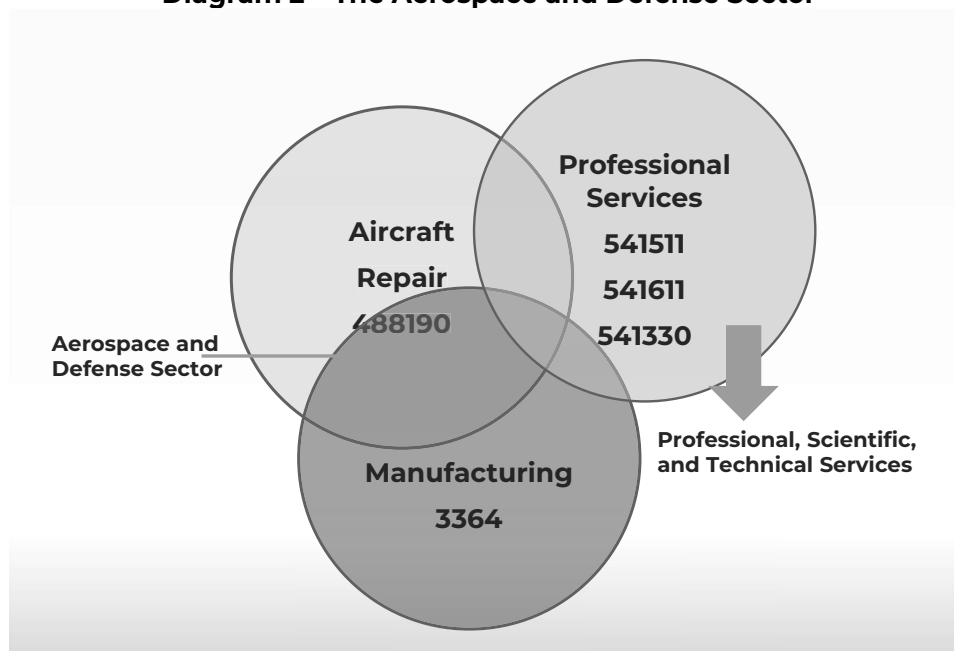 Diagram 2 - The Aerospace and Defense Sector
Professional
Services
541511
541611
541330
Aircraft
Repair
488190
Aerospace and
Defense Sector
Professional, Scientific,
and Technical Services
Manufacturing
3364